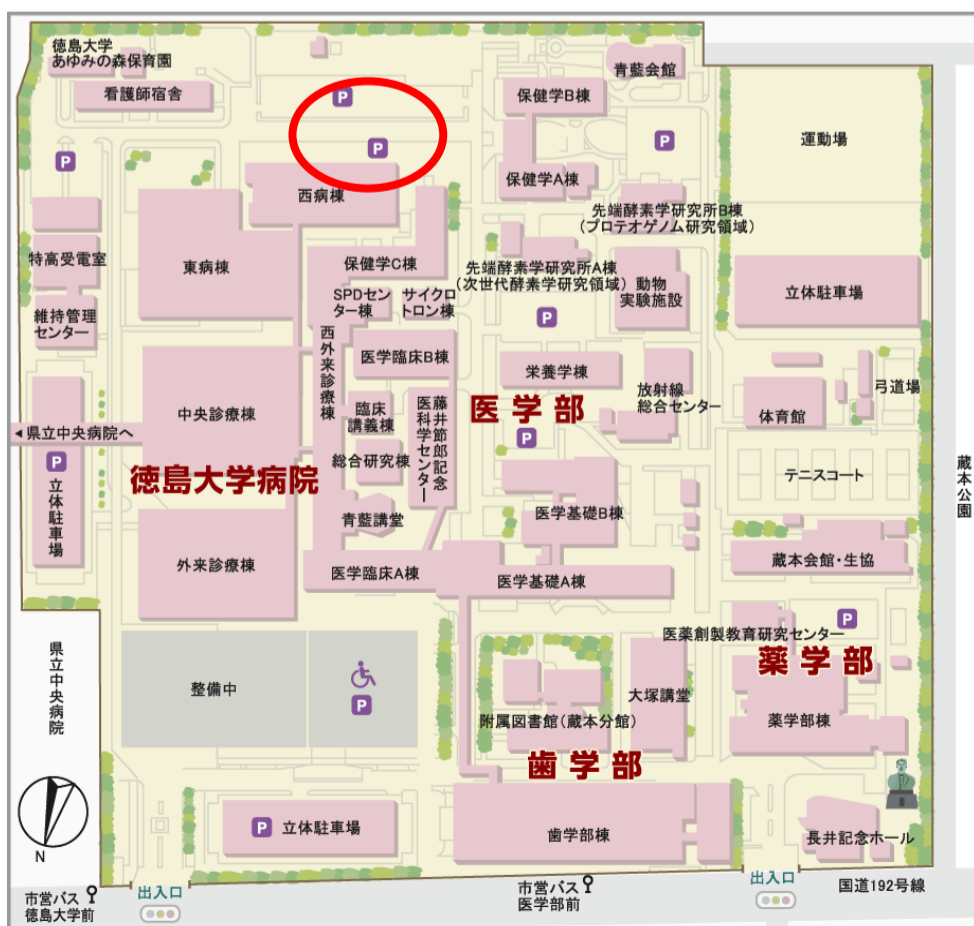 徳島大学
あゆみの森保育園
看護師宿舎
P
P
P
青藍会館
保健学B棟
P
運動場
保健学A棟
西病棟
先端酵素学研究所B棟
(プロテオゲノム研究領域)
特高受電室
東病棟
保健学C棟
先端酵素学研究所A棟
(次世代酵素学研究領域)
動物
実験施設
立体駐車場
維持管理
センター
SPDセン
ター棟
サイクロ
トロン棟
P
西外来診療棟
医学臨床B棟
栄養学棟
放射線
総合センター
体育館
弓道場
中央診療棟
臨床
講義棟
藤井節郎記念
医科学センター
医学部
P
◀県立中央病院へ
P
立体駐車場
徳島大学病院
総合研究棟
テニスコート
蔵本公園
青藍講堂
医学基礎B棟
外来診療棟
医学臨床A棟
医学基礎A棟
蔵本会館・生協
県立中央病院
整備中
P
医薬創製教育研究センター
P
薬学部
大塚講堂
附属図書館(蔵本分館)
薬学部棟
歯学部
N
P
立体駐車場
歯学部棟
長井記念ホール
市営バス
徳島大学前
出入口
市営バス
医学部前
出入口
国道192号線